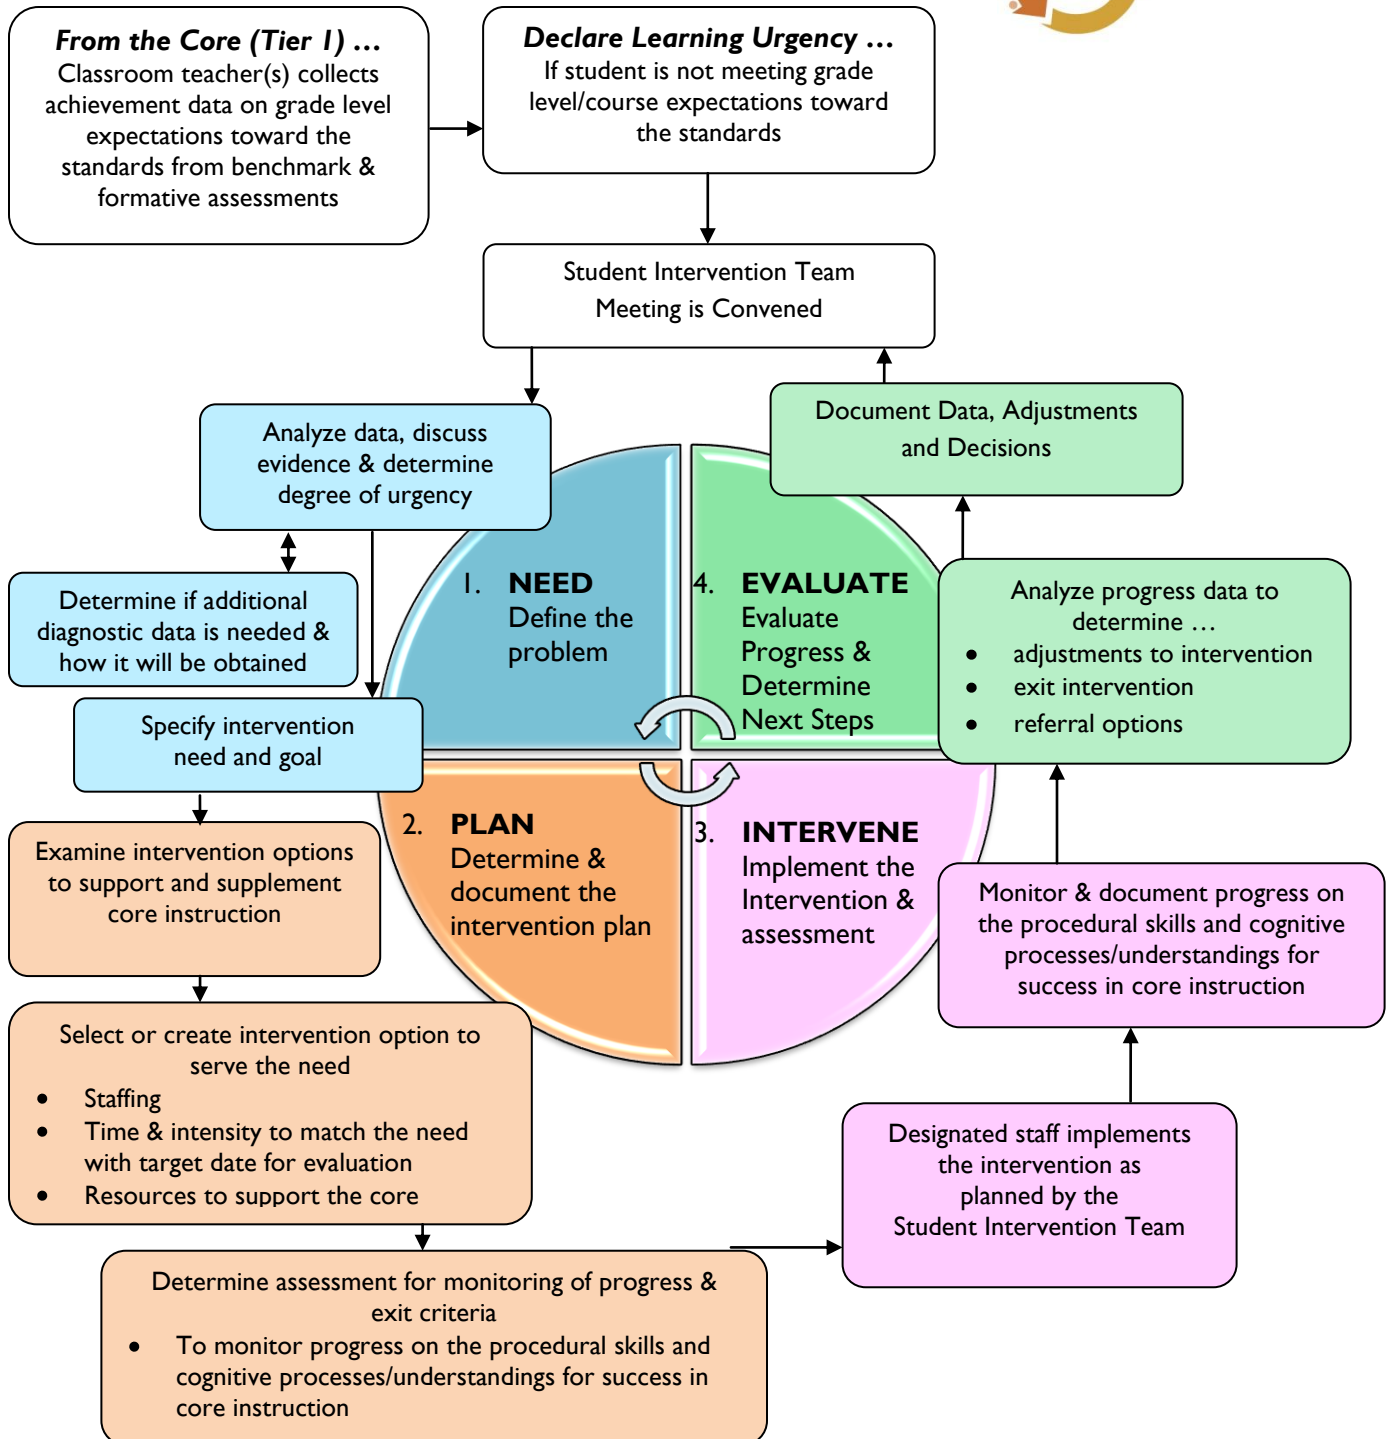 From the Core (Tier 1) …
Classroom teacher(s) collects
achievement data on grade level
expectations toward the
standards from benchmark &
formative assessments
Declare Learning Urgency …
If student is not meeting grade
level/course expectations toward
the standards
Student Intervention Team
Meeting is Convened
Analyze data, discuss
evidence & determine
degree of urgency
Determine if additional
diagnostic data is needed &
how it will be obtained
Specify intervention
need and goal
1. NEED
Define the
problem
Examine intervention options
to support and supplement
core instruction
Select or create intervention option to
serve the need
• Staffing
• Time & intensity to match the need
with target date for evaluation
• Resources to support the core
Determine assessment for monitoring of progress &
exit criteria
• To monitor progress on the procedural skills and
cognitive processes/understandings for success in
core instruction
2. PLAN
Determine &
document the
intervention plan
3. INTERVENE
Implement the
Intervention &
assessment
Designated staff implements
the intervention as
planned by the
Student Intervention Team
Monitor & document progress on
the procedural skills and cognitive
processes/understandings for
success in core instruction
4. EVALUATE
Evaluate
Progress &
Determine
Next Steps
Analyze progress data to
determine …
• adjustments to intervention
• exit intervention
• referral options
Document Data, Adjustments
and Decisions